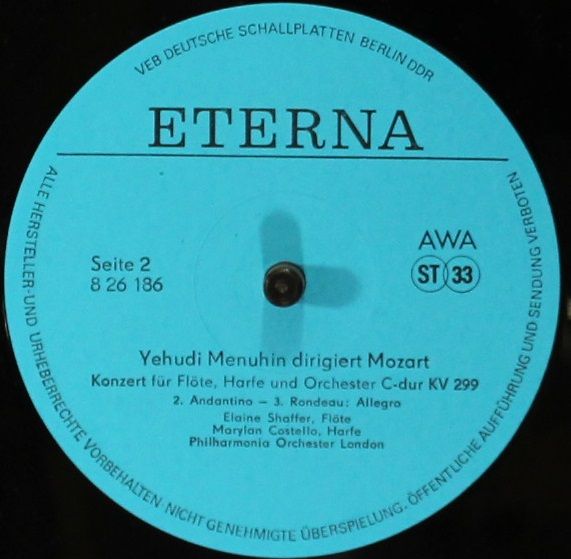 VEB DEUTSCHE SCHALLPLATTEN BERLIN DDR
ETERNA
AWA
Seite 2
ST 33
8 26 186
Yehudi Menuhin dirigiert Mozart
Konzert für Flöte, Harfe und Orchester C-dur KV 299
2. Andantino – 3. Rondeau: Allegro
Elaine Shaffer, Flöte
Marylan Costello, Harfe
Philharmonia Orchester London
ALLE HERSTELLER- UND URHEBERRECHTE VORBEHALTEN · NICHT GENEHMIGTE ÜBERSPIELUNG, ÖFFENTLICHE AUFFÜHRUNG UND SENDUNG VERBOTEN